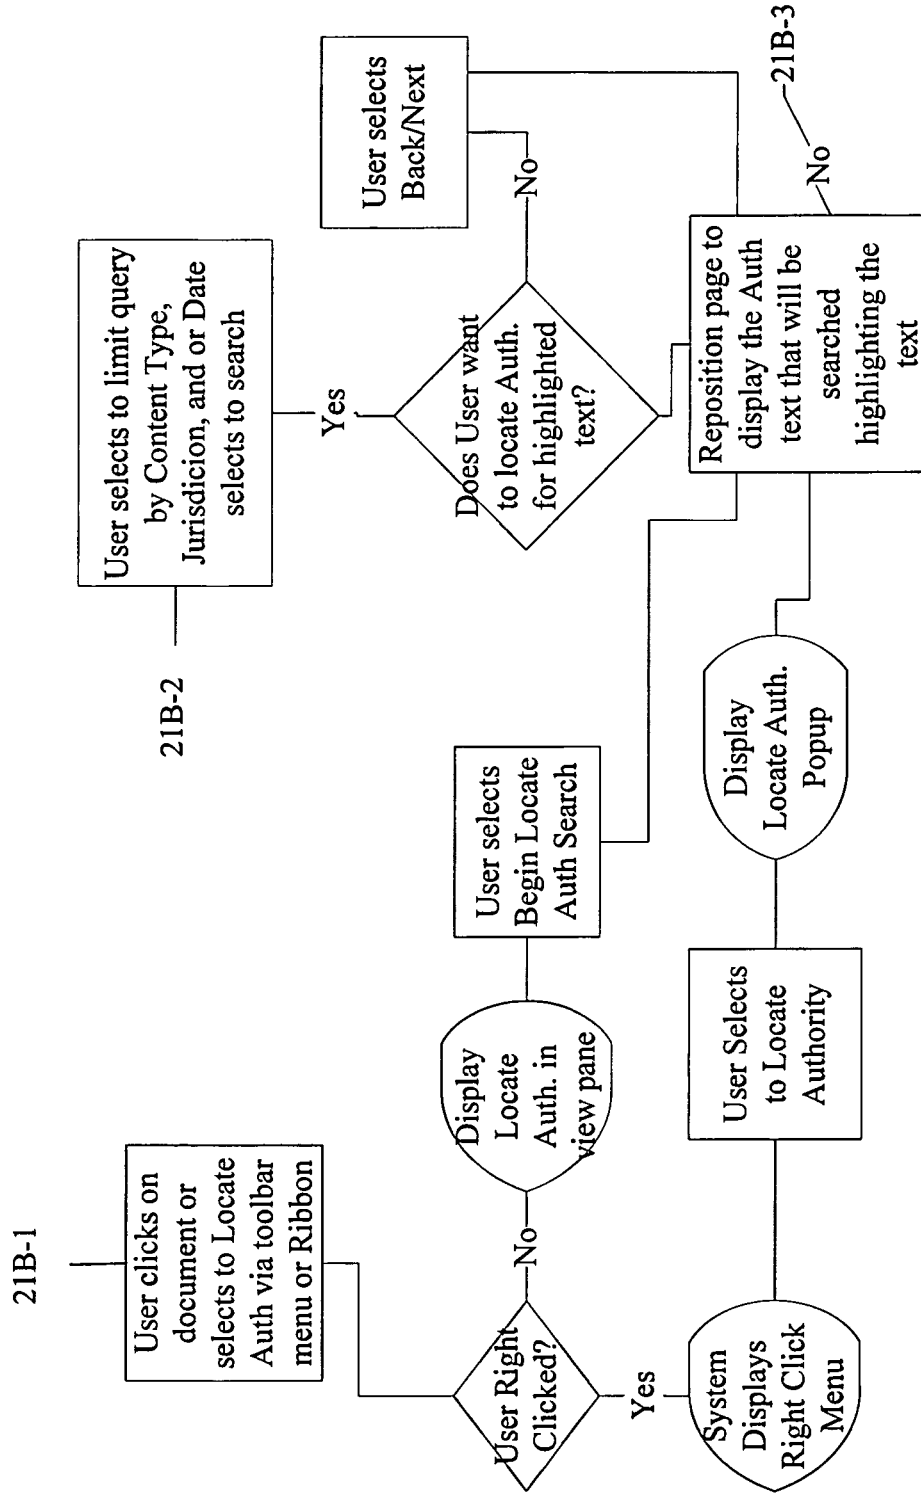 21B-1
User clicks on
document or
selects to Locate
Auth via toolbar
menu or Ribbon
User Right
Clicked?
No
Yes
Display
Locate
Auth. in
view pane
User selects
Begin Locate
Auth Search
System
Displays
Right Click
Menu
User Selects
to Locate
Authority
Display
Locate Auth.
Popup
21B-2
User selects to limit query
by Content Type,
Jurisdicion, and or Date
selects to search
Yes
Does User want
to locate Auth.
for highlighted
text?
No
User selects
Back/Next
Reposition page to
display the Auth
text that will be
searched
highlighting the
text
No
21B-3